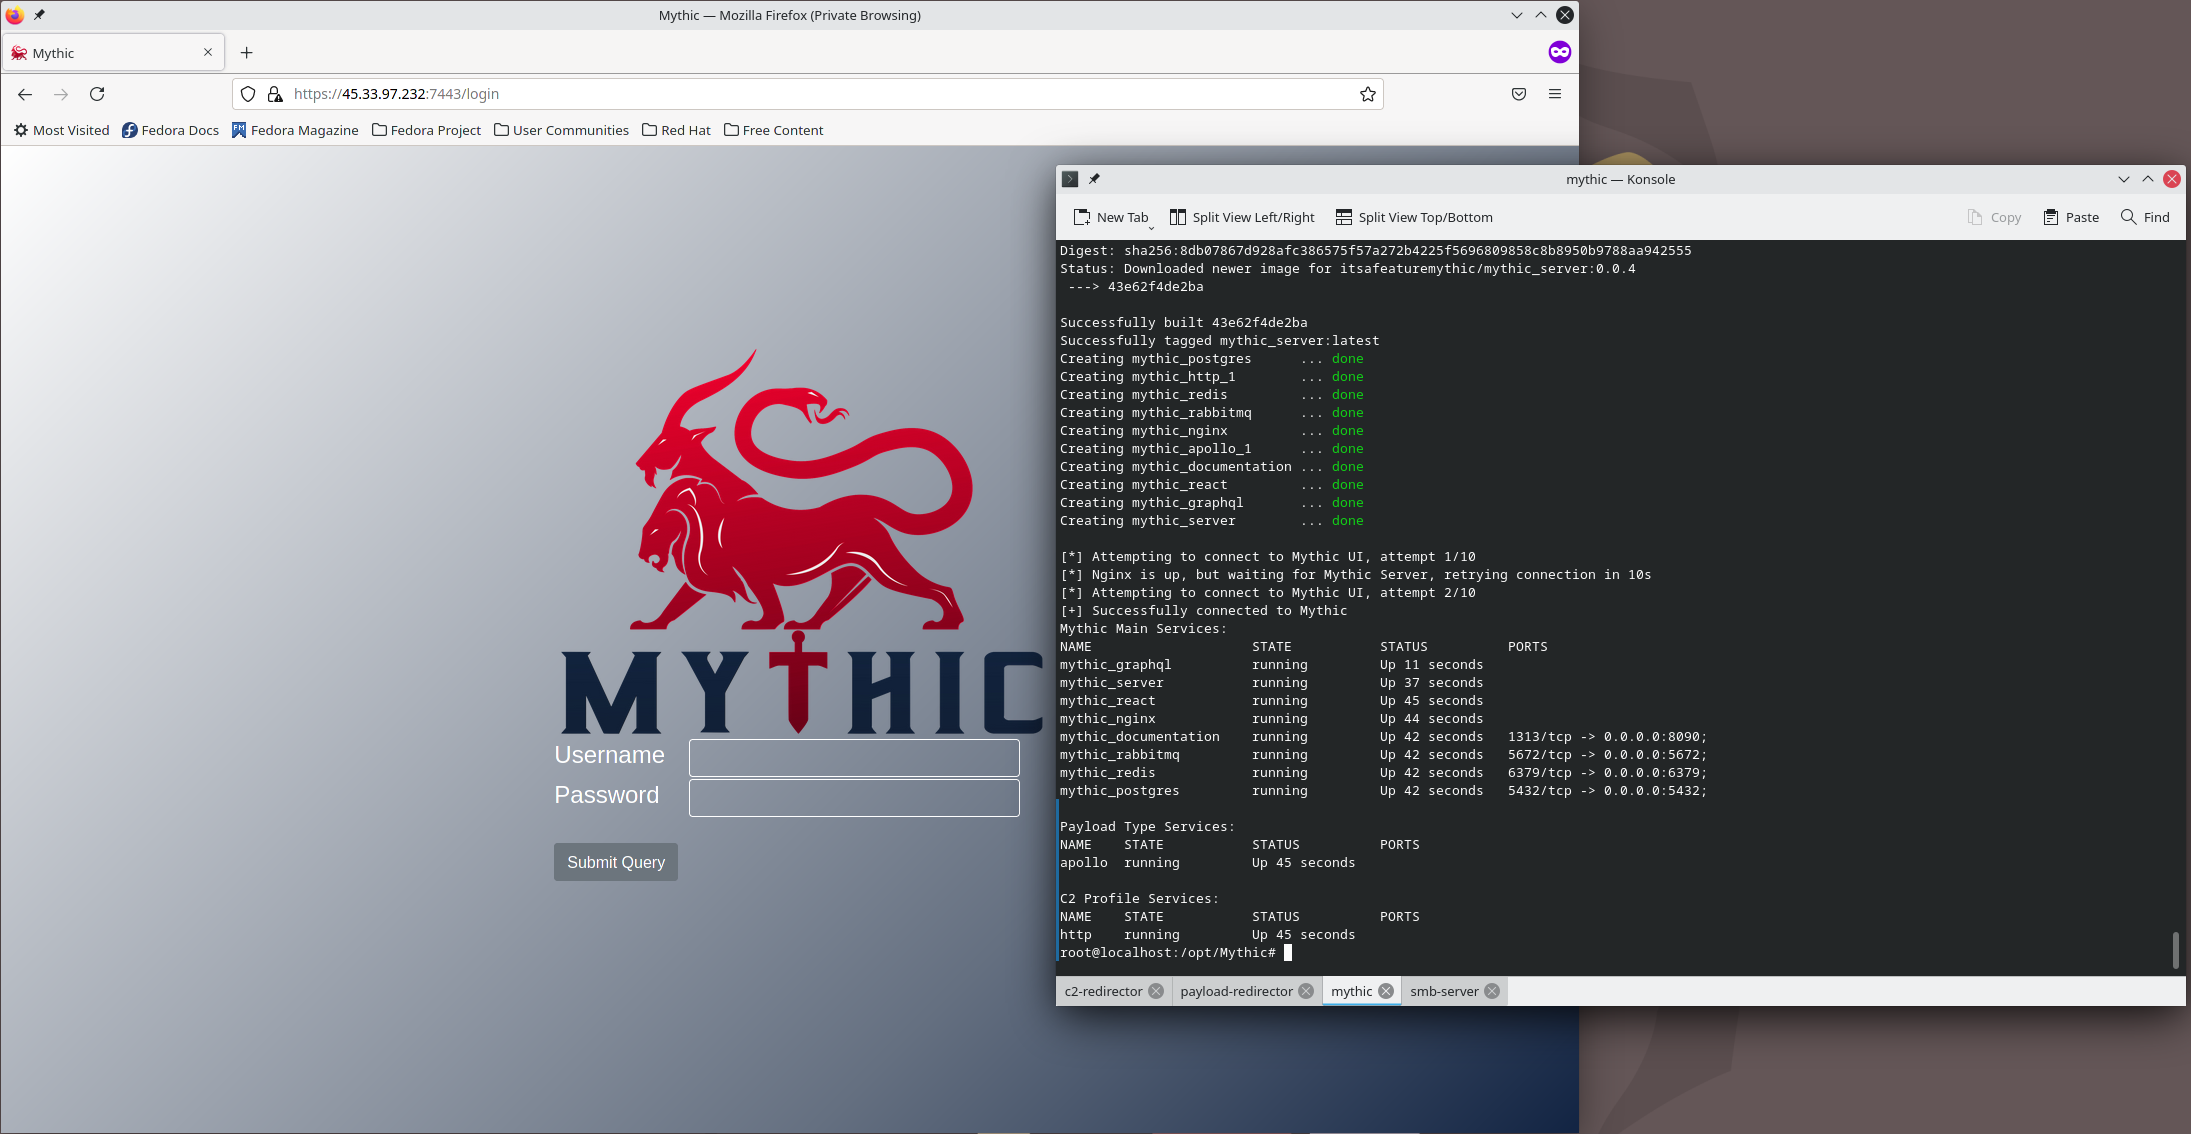 Mythic — Mozilla Firefox (Private Browsing)
Mythic
https://45.33.97.232:7443/login
Most Visited Fedora Docs Fedora Magazine Fedora Project User Communities Red Hat Free Content
MYTHIC
Username
Password
Submit Query
mythic — Konsole
New Tab Split View Left/Right Split View Top/Bottom Copy Paste Find
Digest: sha256:8db07867d928afc386575f57a272b4225f5696809858c8b8950b9788aa942555
Status: Downloaded newer image for itsafeaturemythic/mythic_server:0.0.4
---> 43e62f4de2ba
Successfully built 43e62f4de2ba
Successfully tagged mythic_server:latest
Creating mythic_postgres ... done
Creating mythic_http_1 ... done
Creating mythic_redis ... done
Creating mythic_rabbitmq ... done
Creating mythic_nginx ... done
Creating mythic_apollo_1 ... done
Creating mythic_documentation ... done
Creating mythic_react ... done
Creating mythic_graphql ... done
Creating mythic_server ... done
[*] Attempting to connect to Mythic UI, attempt 1/10
[*] Nginx is up, but waiting for Mythic Server, retrying connection in 10s
[*] Attempting to connect to Mythic UI, attempt 2/10
[+] Successfully connected to Mythic
Mythic Main Services:
NAME STATE STATUS PORTS
mythic_graphql running Up 11 seconds
mythic_server running Up 37 seconds
mythic_react running Up 45 seconds
mythic_nginx running Up 44 seconds
mythic_documentation running Up 42 seconds 1313/tcp -> 0.0.0.0:8090;
mythic_rabbitmq running Up 42 seconds 5672/tcp -> 0.0.0.0:5672;
mythic_redis running Up 42 seconds 6379/tcp -> 0.0.0.0:6379;
mythic_postgres running Up 42 seconds 5432/tcp -> 0.0.0.0:5432;
Payload Type Services:
NAME STATE STATUS PORTS
apollo running Up 45 seconds
C2 Profile Services:
NAME STATE STATUS PORTS
http running Up 45 seconds
root@localhost:/opt/Mythic#
c2-redirector payload-redirector mythic smb-server